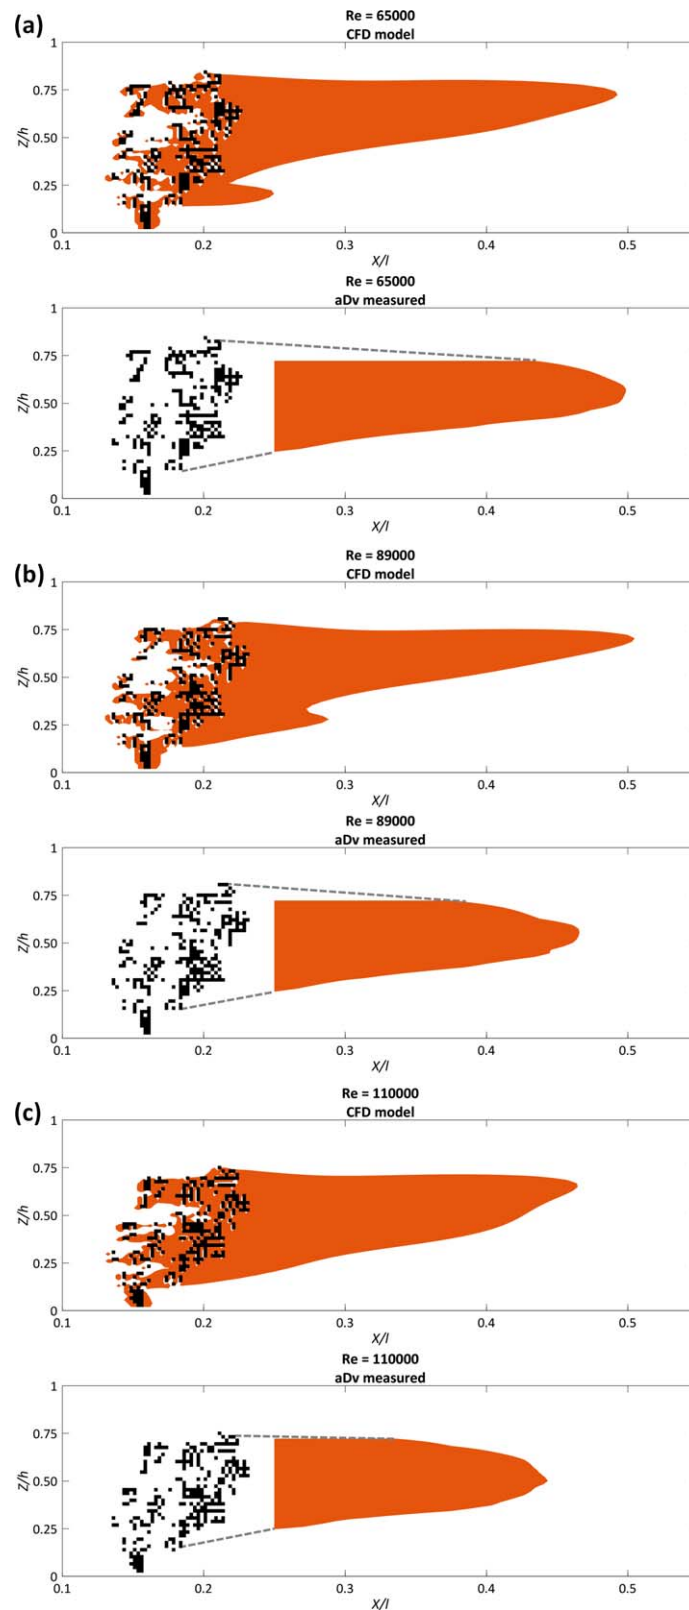 (a)
Re = 65000
CFD model
1
0.75
0.50
0.25
0
Z/h
0.1 0.2 0.3 0.4 0.5
X/l
Re = 65000
aDv measured
1
0.75
0.50
0.25
0
Z/h
0.1 0.2 0.3 0.4 0.5
X/l
(b)
Re = 89000
CFD model
1
0.75
0.50
0.25
0
Z/h
0.1 0.2 0.3 0.4 0.5
X/l
Re = 89000
aDv measured
1
0.75
0.50
0.25
0
Z/h
0.1 0.2 0.3 0.4 0.5
X/l
(c)
Re = 110000
CFD model
1
0.75
0.50
0.25
0
Z/h
0.1 0.2 0.3 0.4 0.5
X/l
Re = 110000
aDv measured
1
0.75
0.50
0.25
0
Z/h
0.1 0.2 0.3 0.4 0.5
X/l